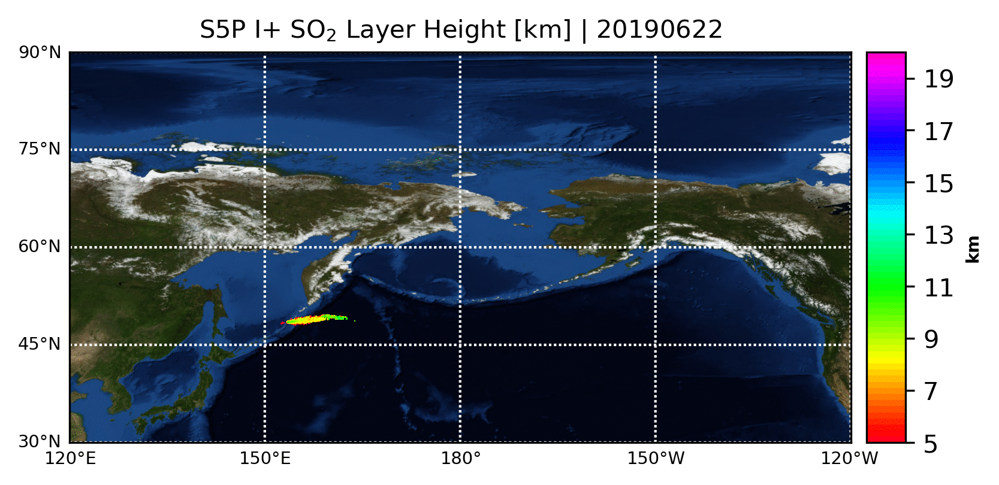 S5P I+ SO₂ Layer Height [km] | 20190622
90°N
75°N
60°N
45°N
30°N
120°E
150°E
180°
150°W
120°W
19
17
15
13
11
9
7
5
km